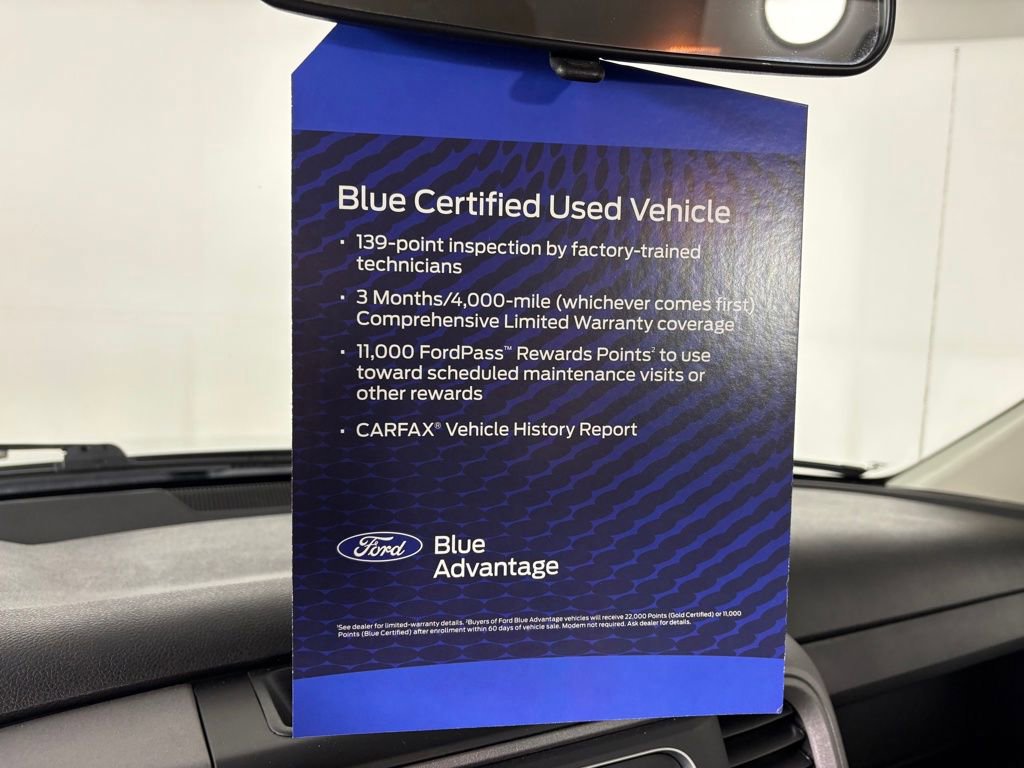 Blue Certified Used Vehicle
· 139-point inspection by factory-trained
technicians
· 3 Months/4,000-mile (whichever comes first)
Comprehensive Limited Warranty coverage
· 11,000 FordPass™ Rewards Points² to use
toward scheduled maintenance visits or
other rewards
· CARFAX® Vehicle History Report
Ford
Blue
Advantage
¹See dealer for limited-warranty details. ²Buyers of Ford Blue Advantage vehicles will receive 22,000 Points (Gold Certified) or 11,000
Points (Blue Certified) after enrollment within 60 days of vehicle sale. Modem not required. Ask dealer for details.